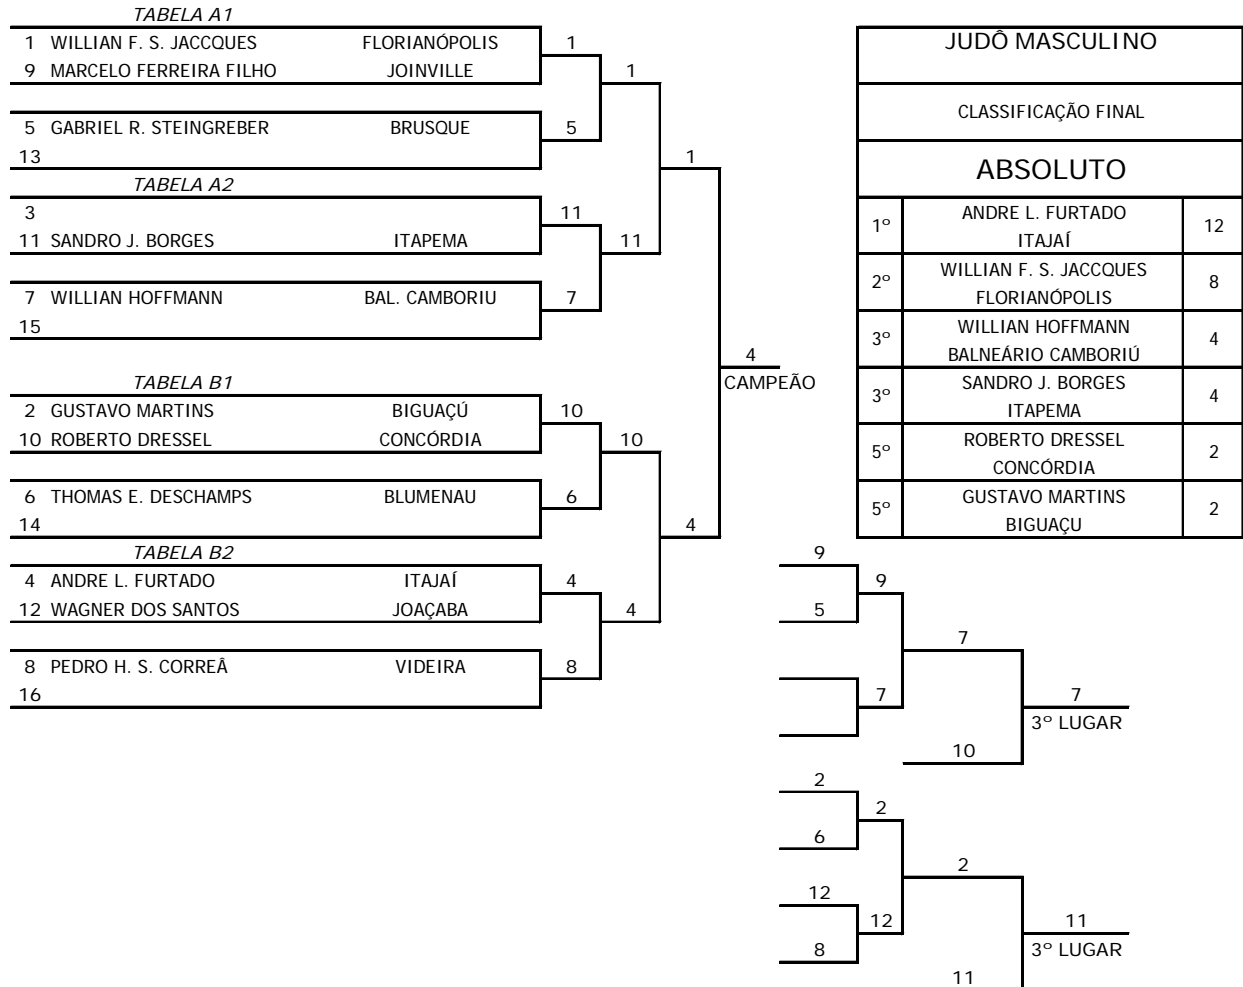 TABELA A1
1 WILLIAN F. S. JACCQUES FLORIANÓPOLIS
9 MARCELO FERREIRA FILHO JOINVILLE
1
1
5 GABRIEL R. STEINGREBER BRUSQUE
13
5
1
TABELA A2
3
11 SANDRO J. BORGES ITAPEMA
11
11
7 WILLIAN HOFFMANN BAL. CAMBORIU
15
7
4
CAMPEÃO
TABELA B1
2 GUSTAVO MARTINS BIGUAÇÚ
10 ROBERTO DRESSEL CONCÓRDIA
10
10
6 THOMAS E. DESCHAMPS BLUMENAU
14
6
4
TABELA B2
4 ANDRE L. FURTADO ITAJAÍ
12 WAGNER DOS SANTOS JOAÇABA
4
4
8 PEDRO H. S. CORREÂ VIDEIRA
16
8
JUDÔ MASCULINO
CLASSIFICAÇÃO FINAL
ABSOLUTO
1º ANDRE L. FURTADO 12
ITAJAÍ
2º WILLIAN F. S. JACCQUES 8
FLORIANÓPOLIS
3º WILLIAN HOFFMANN 4
BALNEÁRIO CAMBORIÚ
3º SANDRO J. BORGES 4
ITAPEMA
5º ROBERTO DRESSEL 2
CONCÓRDIA
5º GUSTAVO MARTINS 2
BIGUAÇU
9
9
5
7
7
7
3º LUGAR
10
2
2
6
2
12
12
8
11
3º LUGAR
11